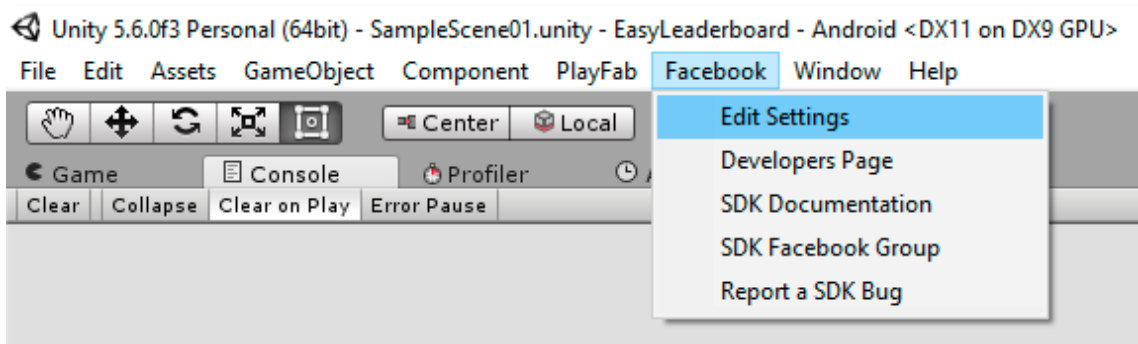 Unity 5.6.0f3 Personal (64bit) - SampleScene01.unity - EasyLeaderboard - Android <DX11 on DX9 GPU>
File Edit Assets GameObject Component PlayFab Facebook Window Help
Center Local
Game Console Profiler
Clear Collapse Clear on Play Error Pause
Edit Settings
Developers Page
SDK Documentation
SDK Facebook Group
Report a SDK Bug